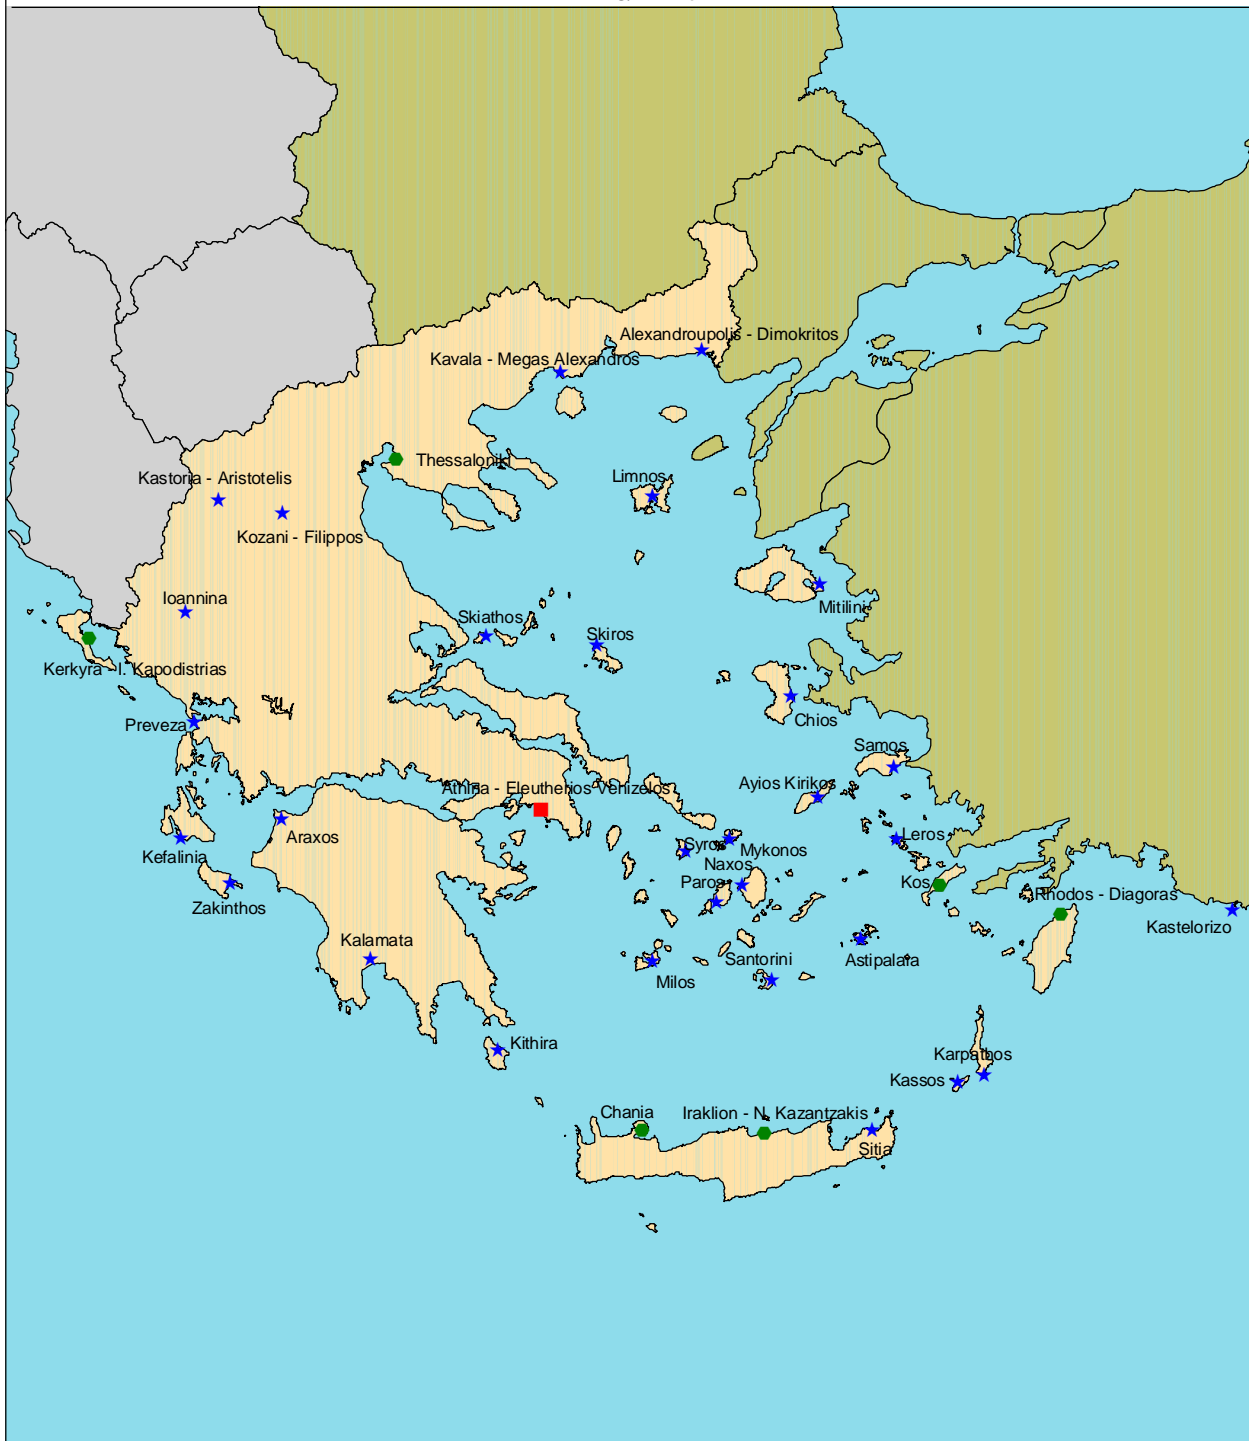 Alexandroupolis - Dimokritos
Kavala - Megas Alexandros
Thessaloniki
Kastoria - Aristotelis
Limnos
Kozani - Filippos
Ioannina
Mitilini
Skiathos
Skiros
Kerkyra - I. Kapodistrias
Chios
Preveza
Samos
Ayios Kirikos
Athina - Eleutherios Venizelos
Araxos
Leros
Syros
Mykonos
Kefalinia
Naxos
Paros
Kos
Rhodos - Diagoras
Zakinthos
Kastelorizo
Kalamata
Santorini
Astipalaia
Milos
Kithira
Karpathos
Kassos
Chania
Iraklion - N. Kazantzakis
Sitia